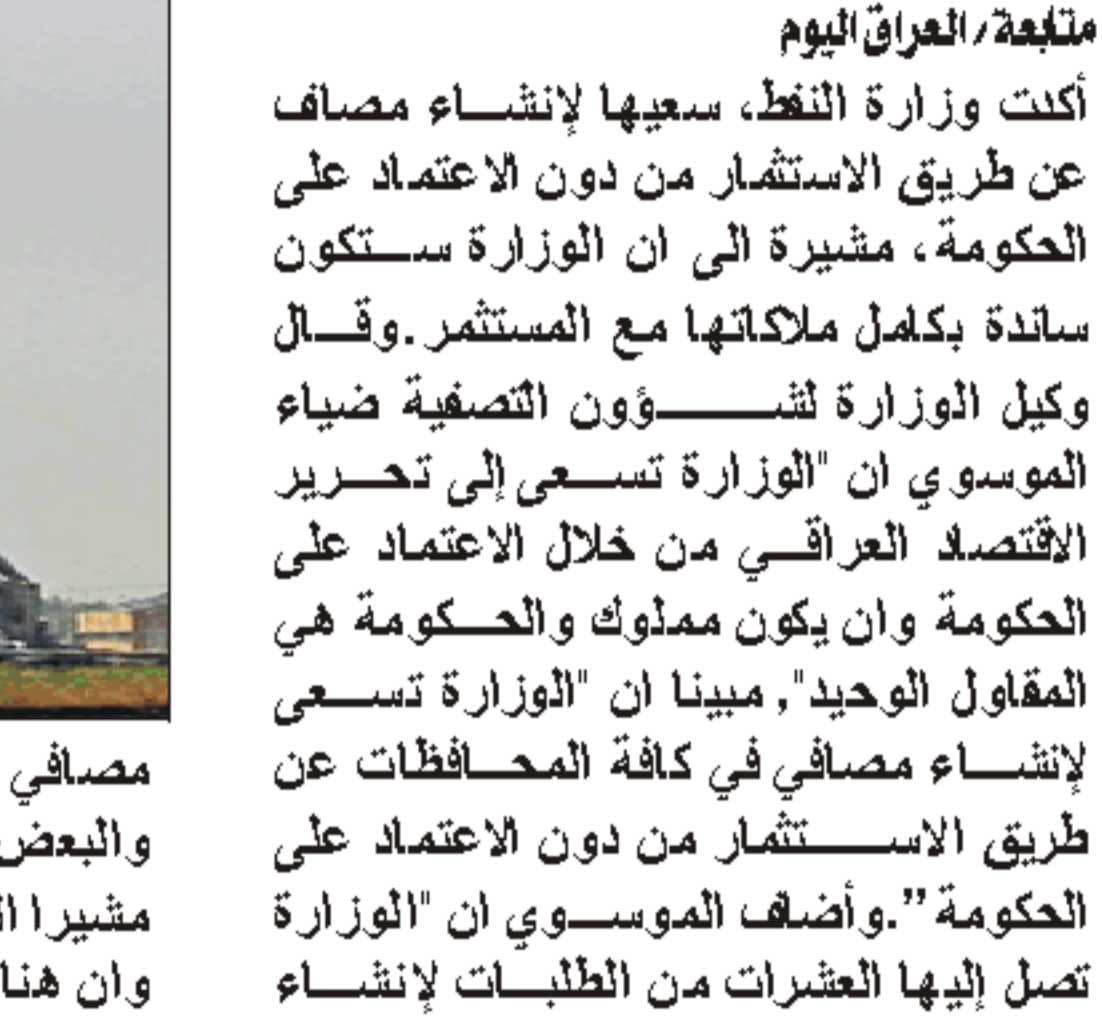 متابعة/العراق اليوم
أكدت وزارة النفط، سعيها لإنشاء مصاف
عن طريق الاستثمار من دون الاعتماد على
الحكومة، مشيرة الى ان الوزارة ستكون
ساندة بكامل ملاكاتها مع المستثمر.وقال
وكيل الوزارة لشؤون التصفية ضياء
الموسوي ان "الوزارة تسعى إلى تحرير
الاقتصاد العراقي من خلال الاعتماد على
الحكومة وان يكون مملوك والحكومة هي
المقاول الوحيد", مبينا ان "الوزارة تسعى
لإنشاء مصافي في كافة المحافظات عن
طريق الاستثمار من دون الاعتماد على
الحكومة”.وأضاف الموسوي ان "الوزارة
تصل إليها العشرات من الطلبات لإنشاء
مصافي
والبعض
مشيرا
وان